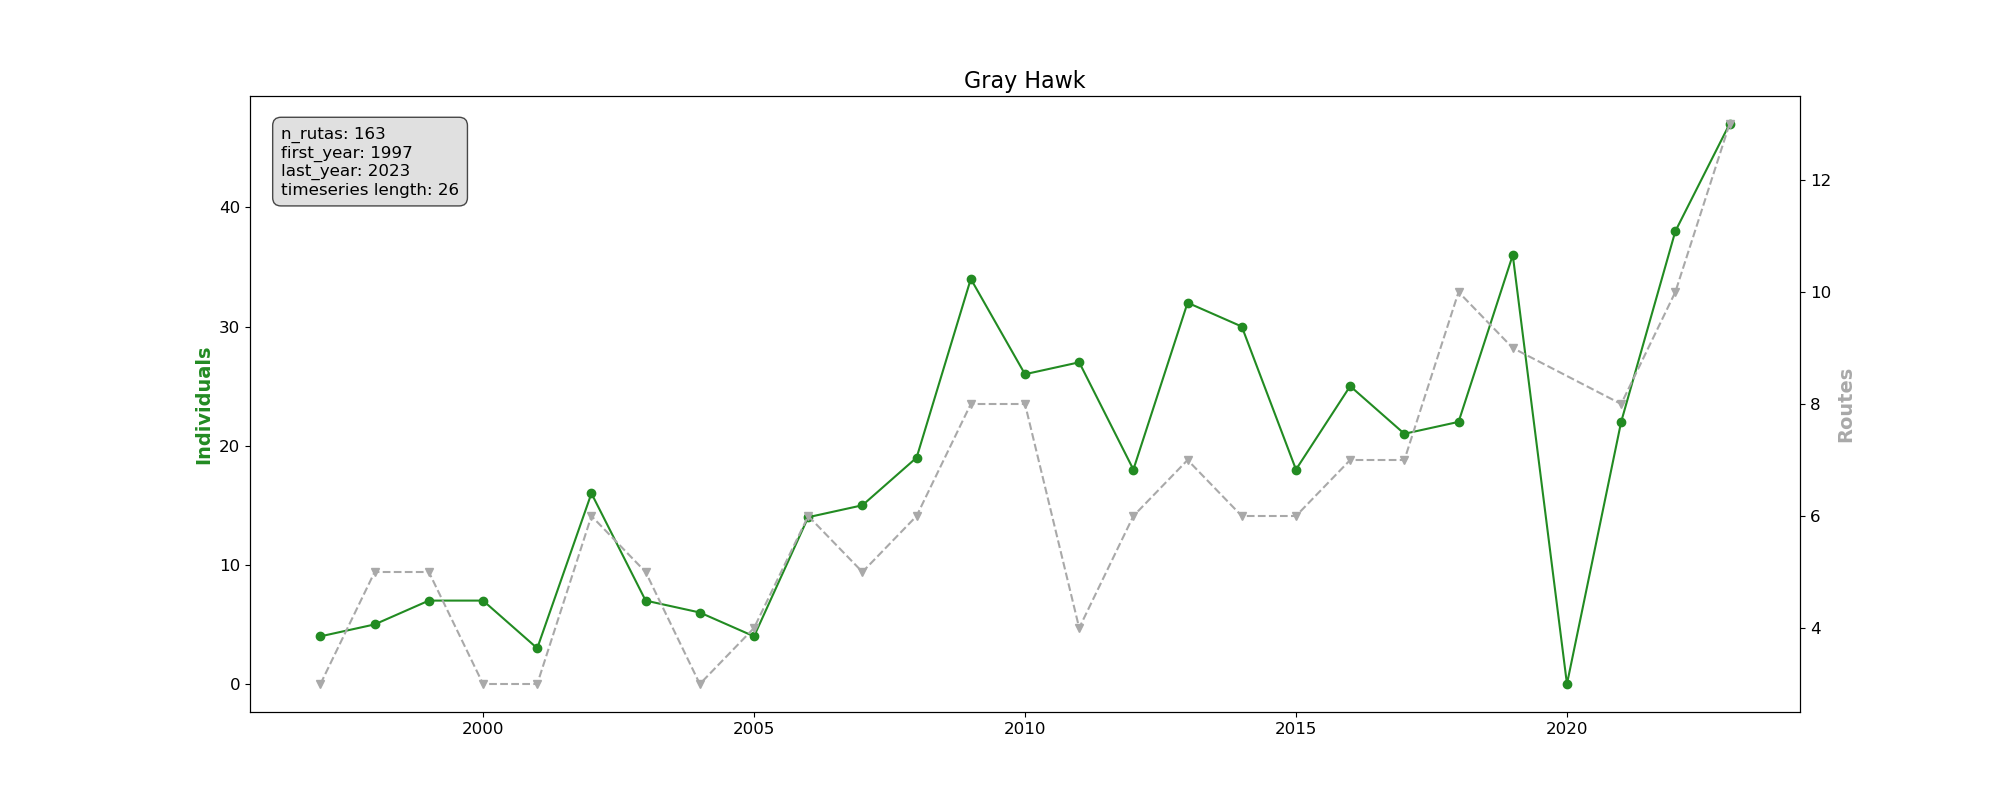 Gray Hawk
n_rutas: 163
first_year: 1997
last_year: 2023
timeseries length: 26
Individuals
40
30
20
10
0
12
10
8
6
4
Routes
2000
2005
2010
2015
2020